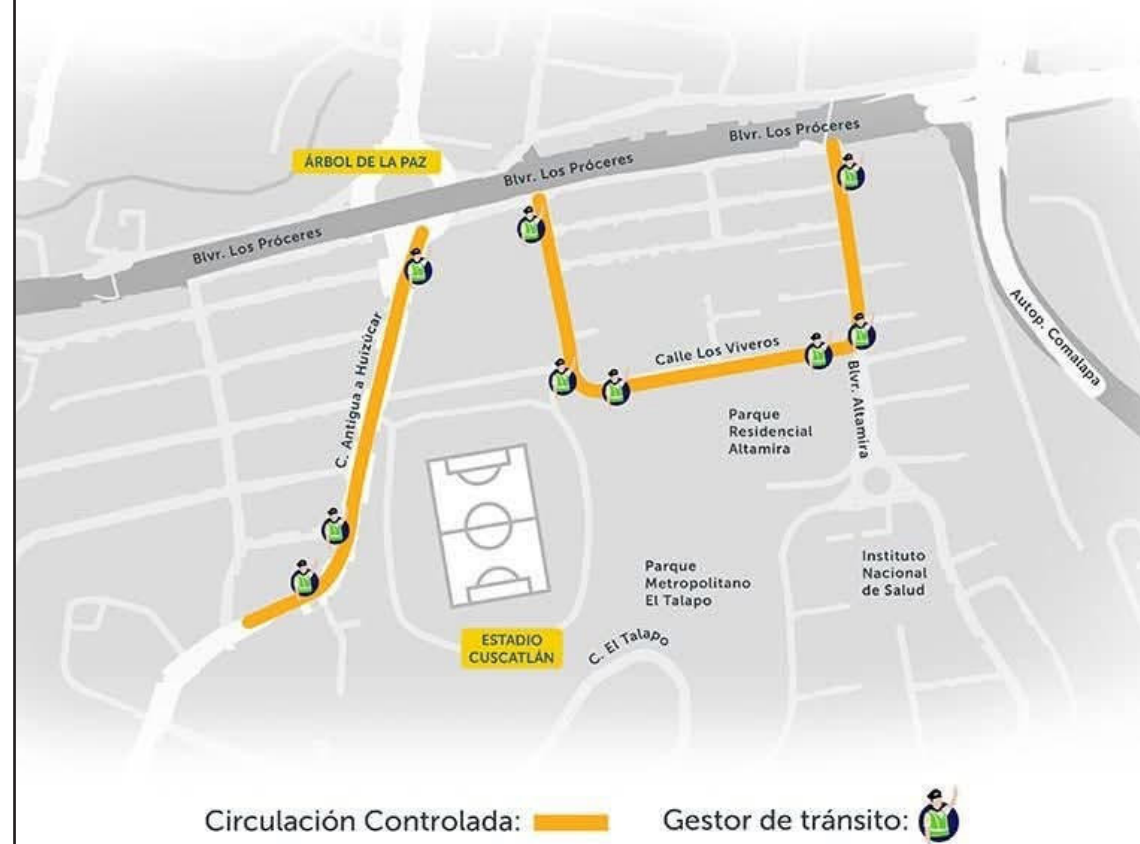 Blvr. Los Próceres
ÁRBOL DE LA PAZ
Blvr. Los Próceres
Blvr. Los Próceres
C. Antigua a Huizúcar
Calle Los Viveros
Autop. Comalapa
Blvr. Altamira
Parque
Residencial
Altamira
Parque
Metropolitano
El Talapo
Instituto
Nacional
de Salud
ESTADIO
CUSCATLÁN
C. El Talapo
Circulación Controlada:
Gestor de tránsito: